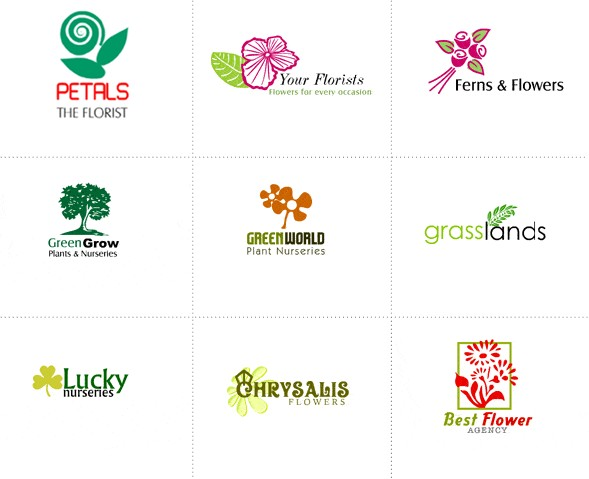 PETALS
THE FLORIST
Your Florists
Flowers for every occasion
Ferns & Flowers
GreenGrow
Plants & Nurseries
GREENWORLD
Plant Nurseries
grasslands
Lucky
nurseries
CHRYSALIS
FLOWERS
Best Flower
AGENCY